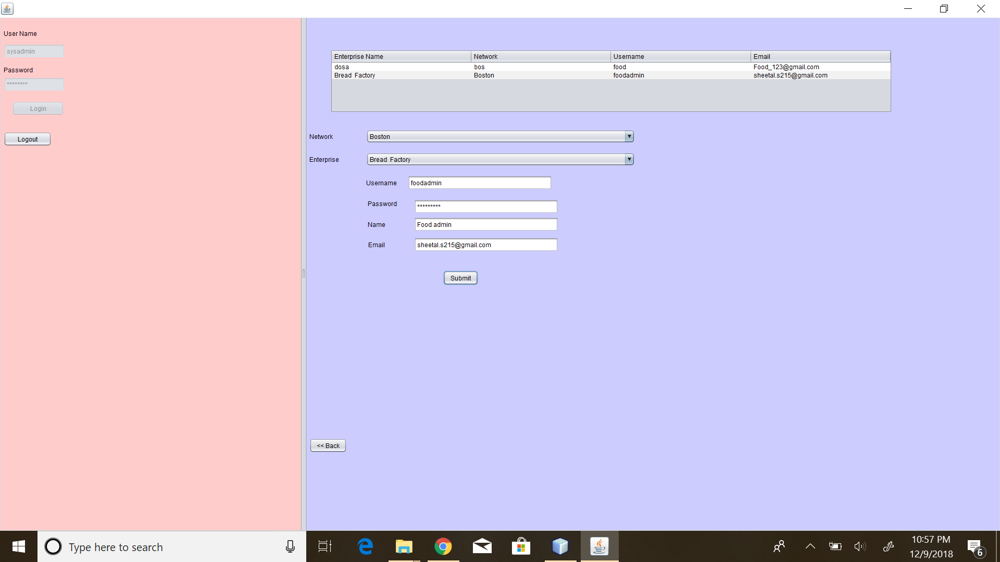 User Name
sysadmin
Password
********
Login
Logout
Enterprise Name Network Username Email
dosa bos food Food_123@gmail.com
Bread Factory Boston foodadmin sheetal.s215@gmail.com
Network Boston
Enterprise Bread Factory
Username foodadmin
Password *********
Name Food admin
Email sheetal.s215@gmail.com
Submit
<< Back
Type here to search
10:57 PM
12/9/2018
6